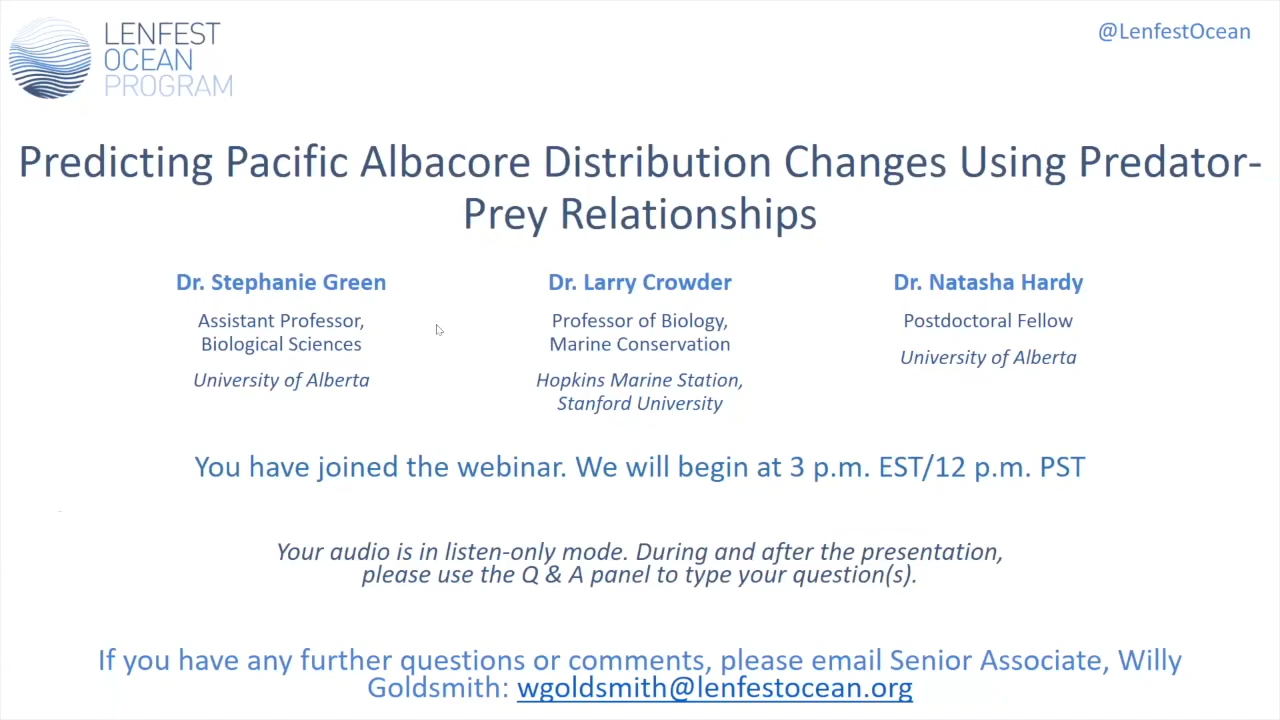 LENFEST
OCEAN
PROGRAM
@LenfestOcean
Predicting Pacific Albacore Distribution Changes Using Predator-
Prey Relationships
Dr. Stephanie Green
Assistant Professor,
Biological Sciences
University of Alberta
Dr. Larry Crowder
Professor of Biology,
Marine Conservation
Hopkins Marine Station,
Stanford University
Dr. Natasha Hardy
Postdoctoral Fellow
University of Alberta
You have joined the webinar. We will begin at 3 p.m. EST/12 p.m. PST
Your audio is in listen-only mode. During and after the presentation,
please use the Q & A panel to type your question(s).
If you have any further questions or comments, please email Senior Associate, Willy
Goldsmith: wgoldsmith@lenfestocean.org